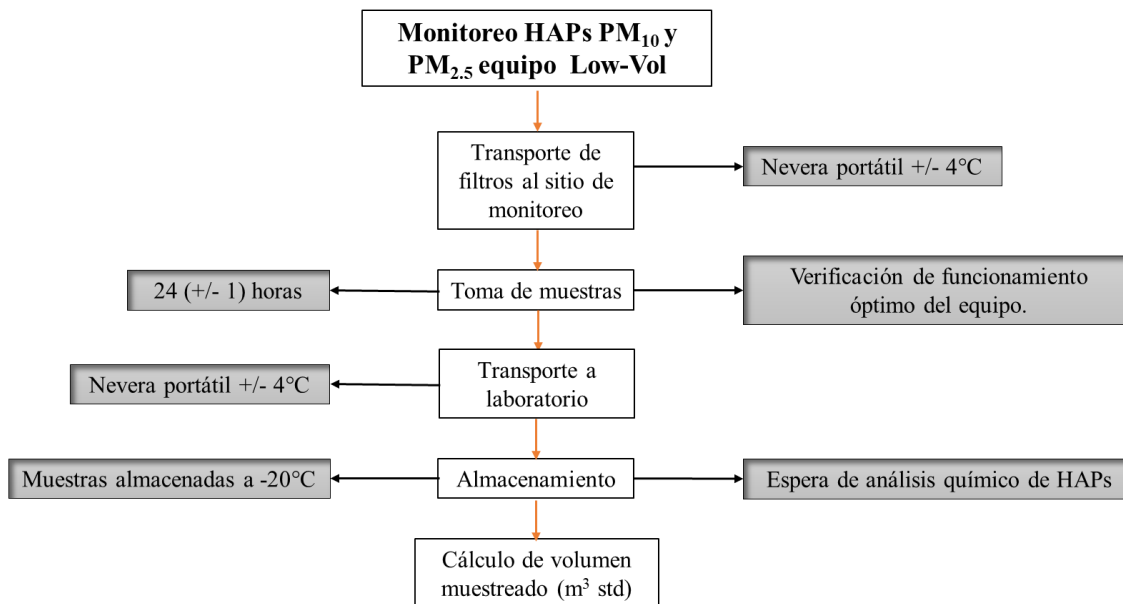 Monitoreo HAPs PM10 y
PM2.5 equipo Low-Vol
Transporte de
filtros al sitio de
monitoreo
Nevera portátil +/- 4°C
24 (+/- 1) horas
Toma de muestras
Verificación de funcionamiento
óptimo del equipo.
Nevera portátil +/- 4°C
Transporte a
laboratorio
Muestras almacenadas a -20°C
Almacenamiento
Espera de análisis químico de HAPs
Cálculo de volumen
muestreado (m³ std)